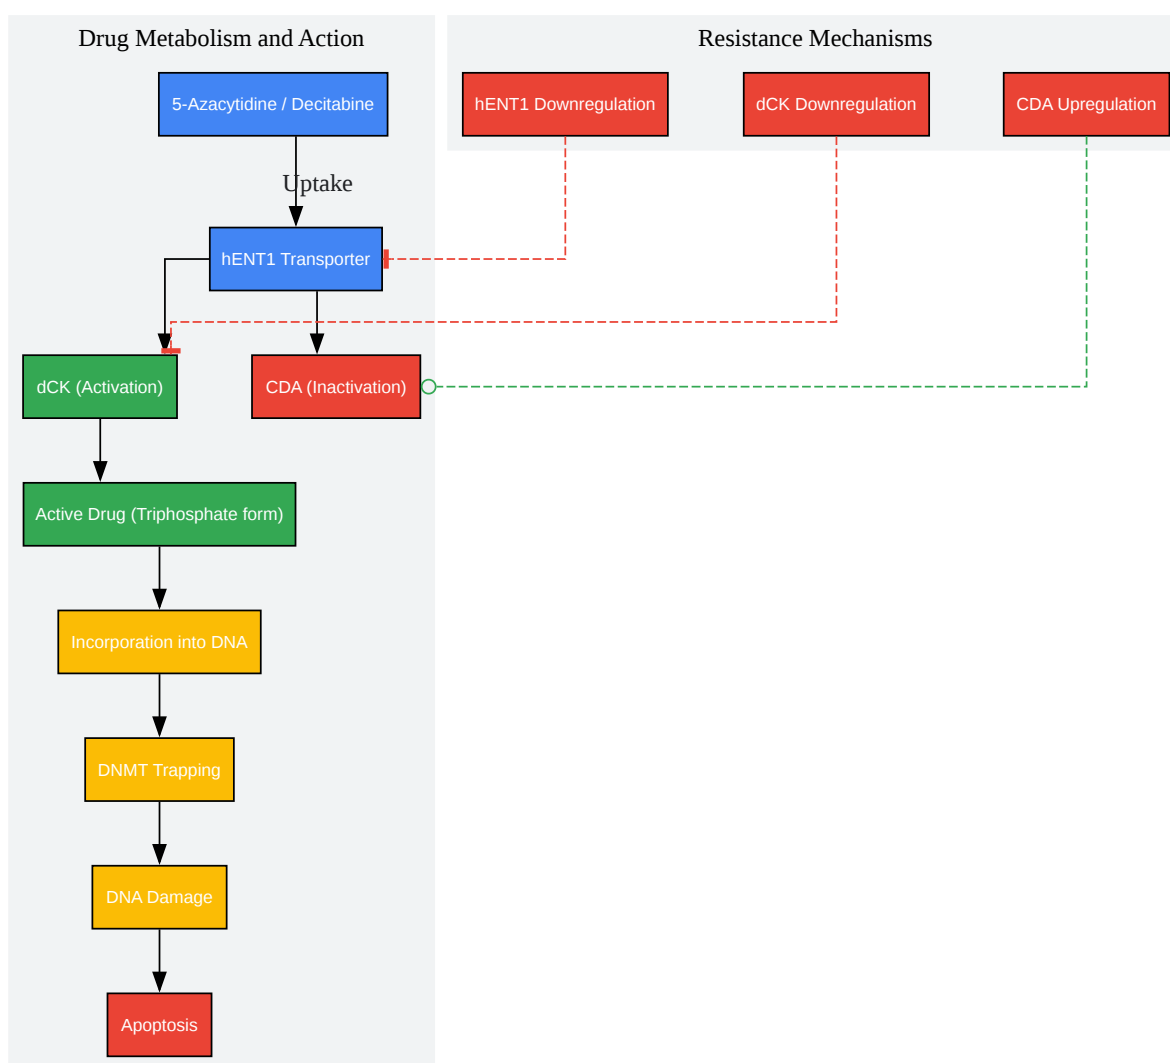 Drug Metabolism and Action
Resistance Mechanisms
5-Azacytidine / Decitabine
hENT1 Downregulation
dCK Downregulation
CDA Upregulation
Uptake
hENT1 Transporter
dCK (Activation)
CDA (Inactivation)
Active Drug (Triphosphate form)
Incorporation into DNA
DNMT Trapping
DNA Damage
Apoptosis